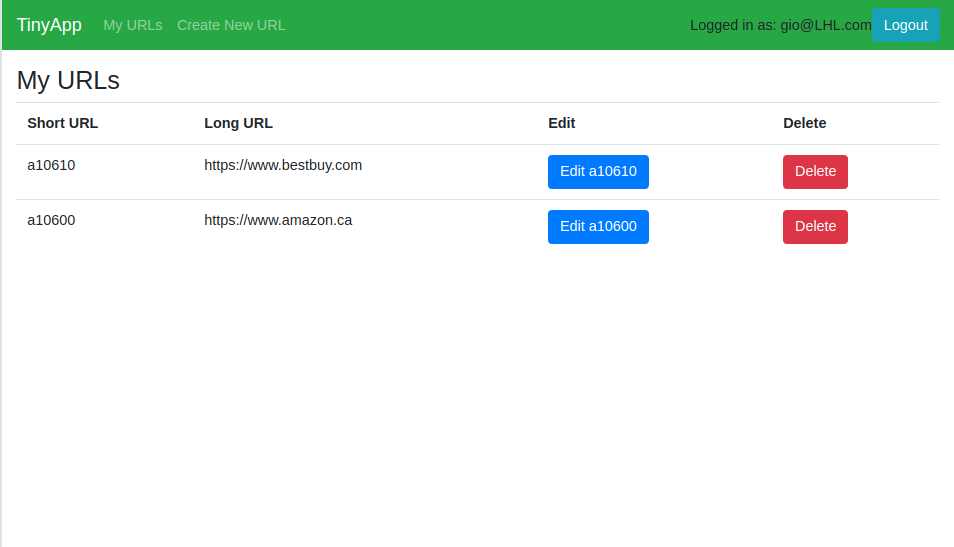 TinyApp My URLs Create New URL Logged in as: gio@LHL.com Logout
My URLs
Short URL Long URL Edit Delete
a10610 https://www.bestbuy.com Edit a10610 Delete
a10600 https://www.amazon.ca Edit a10600 Delete